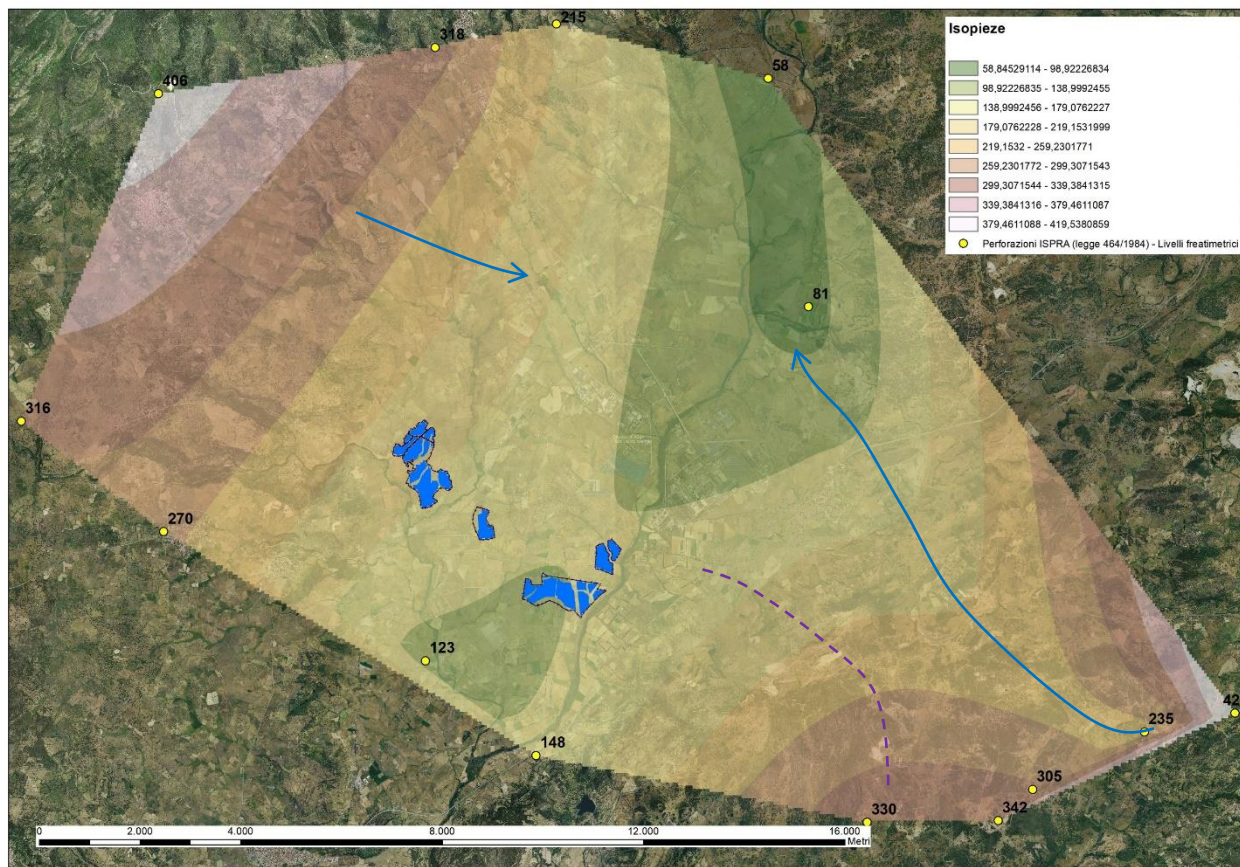 215
318
58
406
Isopieze
58,84529114 - 98,92226834
98,92226835 - 138,9992455
138,9992456 - 179,0762227
179,0762228 - 219,1531999
219,1532 - 259,2301771
259,2301772 - 299,3071543
299,3071544 - 339,3841315
339,3841316 - 379,4611087
379,4611088 - 419,5380859
Perforazioni ISPRA (legge 464/1984) - Livelli freatimetrici
81
316
270
123
42
235
148
305
330
342
0 2.000 4.000 8.000 12.000 16.000
Metri